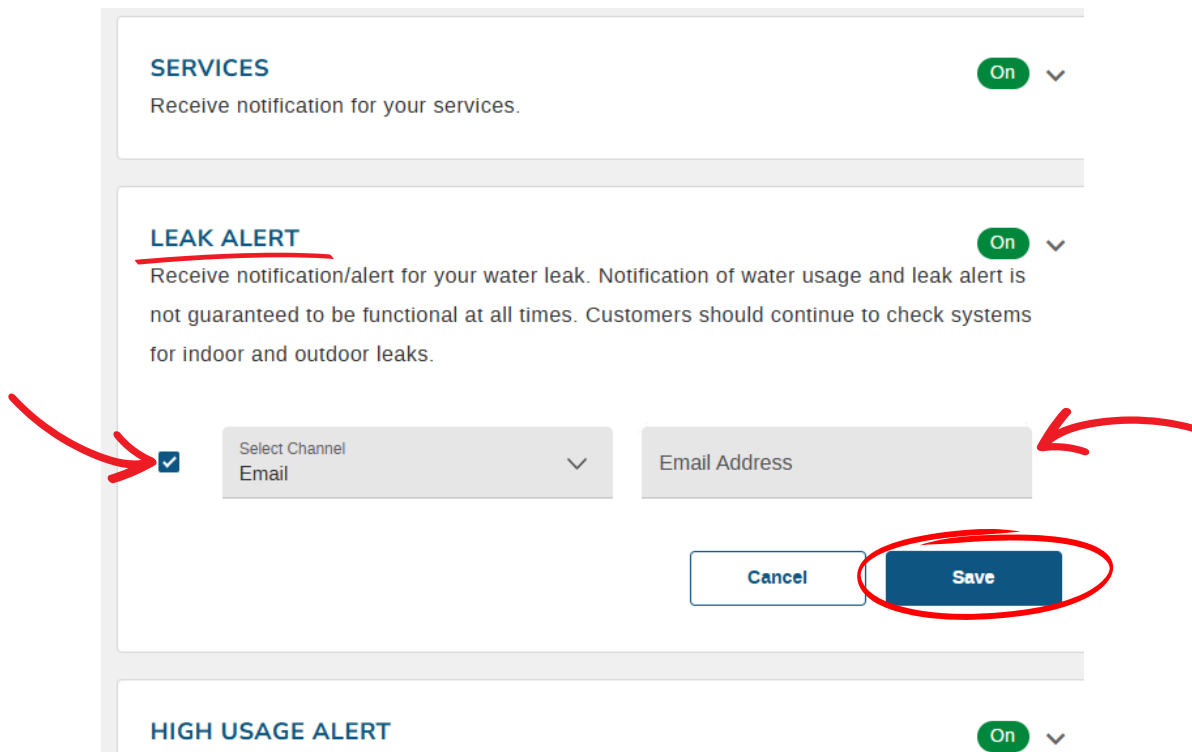 SERVICES
On
Receive notification for your services.
LEAK ALERT
On
Receive notification/alert for your water leak. Notification of water usage and leak alert is
not guaranteed to be functional at all times. Customers should continue to check systems
for indoor and outdoor leaks.
Select Channel
Email
Email Address
Cancel
Save
HIGH USAGE ALERT
On